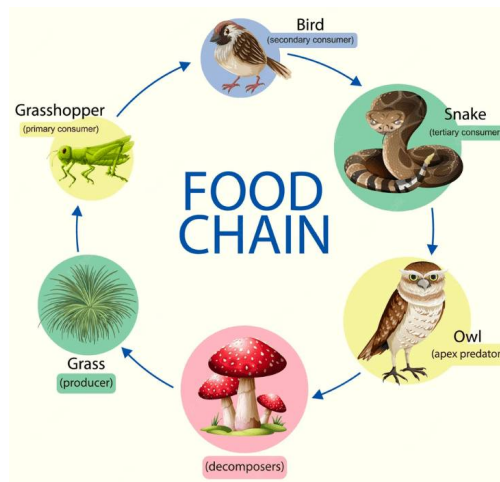 Bird
(secondary consumer)
Grasshopper
(primary consumer)
Snake
(tertiary consumer
FOOD
CHAIN
Owl
(apex predator
Grass
(producer)
(decomposers)